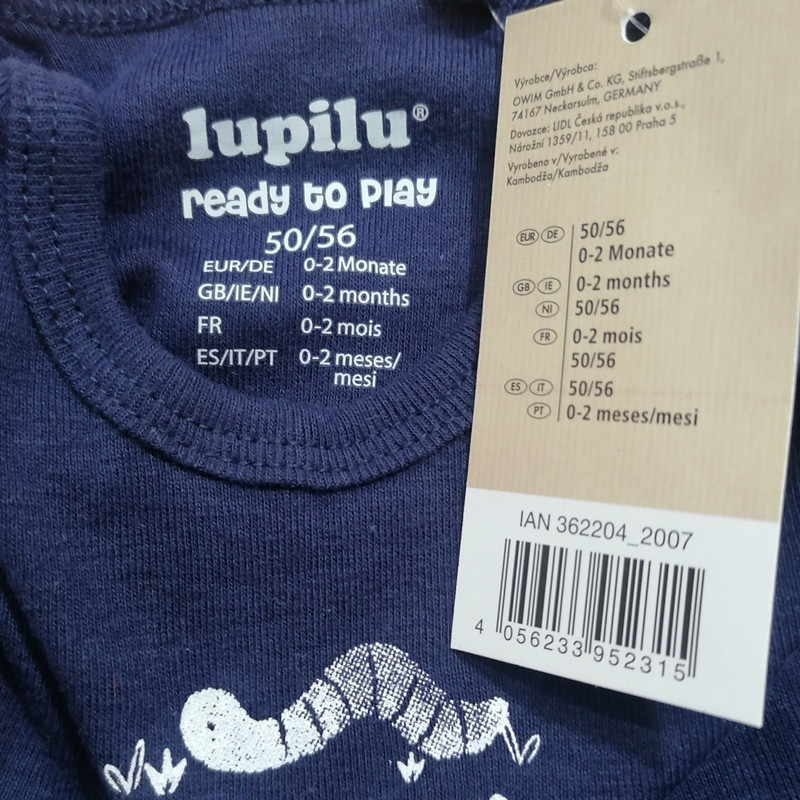 lupilu®
ready to play
50/56
EUR/DE 0-2 Monate
GB/IE/NI 0-2 months
FR 0-2 mois
ES/IT/PT 0-2 meses/
mesi
Výrobce/Výrobca:
OWIM GmbH & Co. KG, Stiftsbergstraße 1,
74167 Neckarsulm, GERMANY
Dovozce: LIDL Česká republika v.o.s.,
Nárožní 1359/11, 158 00 Praha 5
Vyrobeno v/Vyrobené v:
Kambodža/Kambodža
EUR DE 50/56
0-2 Monate
GB IE 0-2 months
NI 50/56
FR 0-2 mois
50/56
ES IT 50/56
PT 0-2 meses/mesi
IAN 362204_2007
4 056233 952315